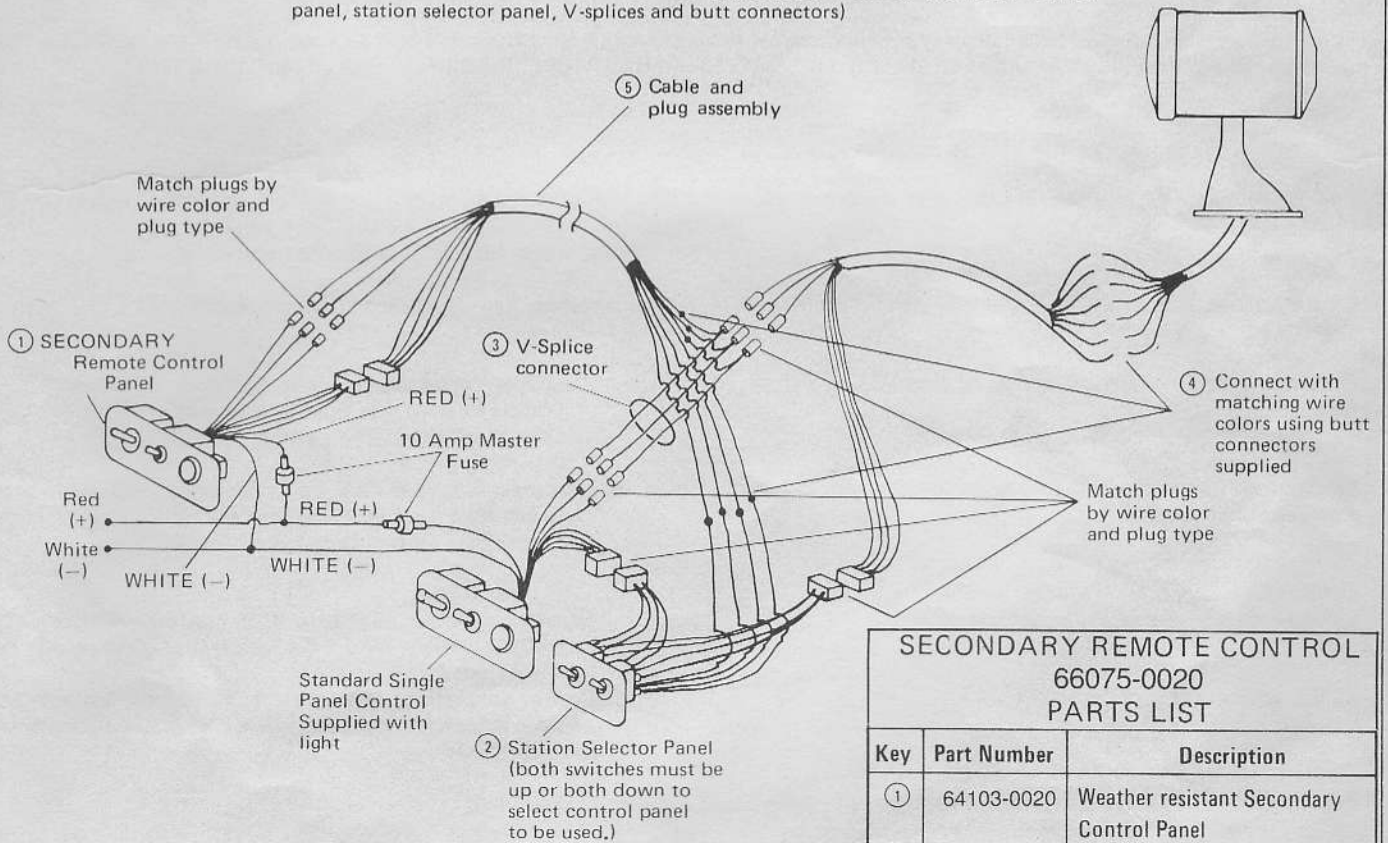 panel, station selector panel, V-splices and butt connectors)
⑤ Cable and
plug assembly
Match plugs by
wire color and
plug type
① SECONDARY
Remote Control
Panel
③ V-Splice
connector
RED (+)
10 Amp Master
Fuse
④ Connect with
matching wire
colors using butt
connectors
supplied
Red
(+)
RED (+)
White
(—)
WHITE (—)
WHITE (—)
Match plugs
by wire color
and plug type
Standard Single
Panel Control
Supplied with
light
② Station Selector Panel
(both switches must be
up or both down to
select control panel
to be used.)
SECONDARY REMOTE CONTROL
66075-0020
PARTS LIST
Key Part Number Description
① 64103-0020 Weather resistant Secondary
Control Panel